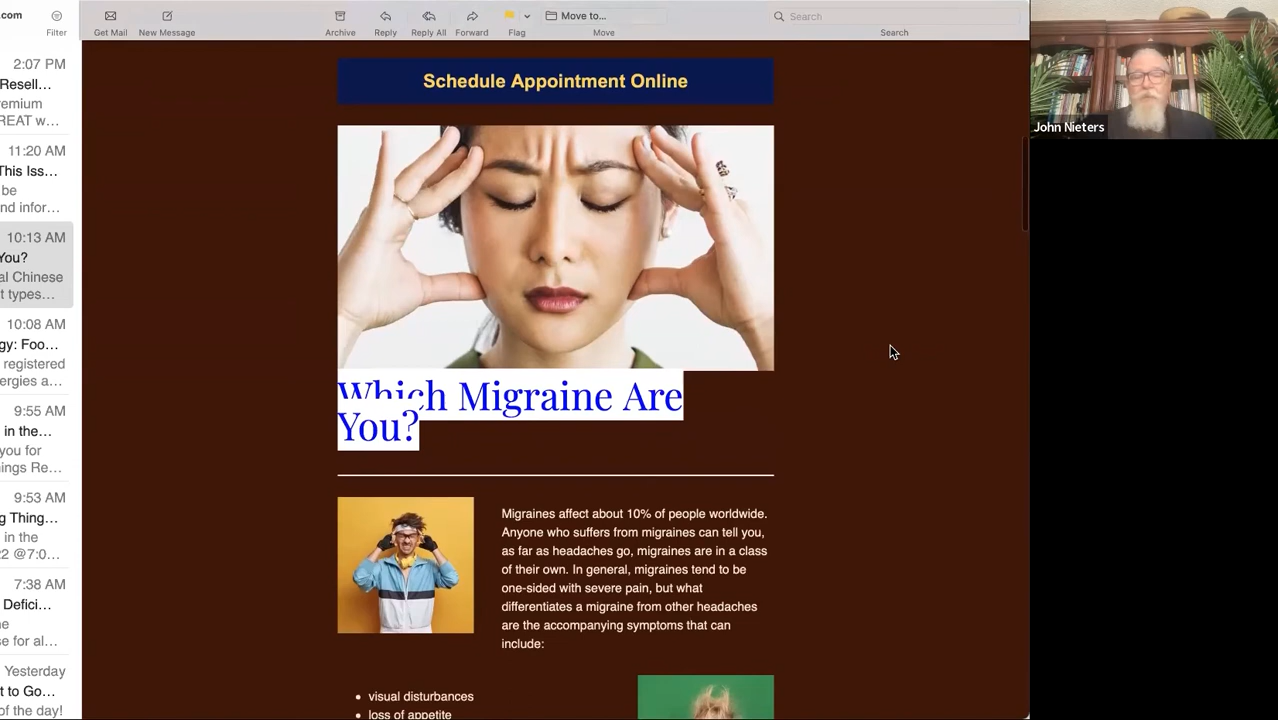 .com
Filter
Get Mail
New Message
Archive
Reply
Reply All
Forward
Flag
Move to...
Move
Search
Search
2:07 PM
Resell...
remium
REAT w...
11:20 AM
This Iss...
be
nd infor...
10:13 AM
You?
al Chinese
t types...
10:08 AM
gy: Foo...
registered
ergies a...
9:55 AM
in the...
you for
nings Re...
9:53 AM
g Thing...
in the
22 @7:0...
7:38 AM
Defici...
ne
se for al...
Yesterday
t to Go...
of the day!
Schedule Appointment Online
Which Migraine Are
You?
Migraines affect about 10% of people worldwide.
Anyone who suffers from migraines can tell you,
as far as headaches go, migraines are in a class
of their own. In general, migraines tend to be
one-sided with severe pain, but what
differentiates a migraine from other headaches
are the accompanying symptoms that can
include:
• visual disturbances
• loss of appetite
John Nieters